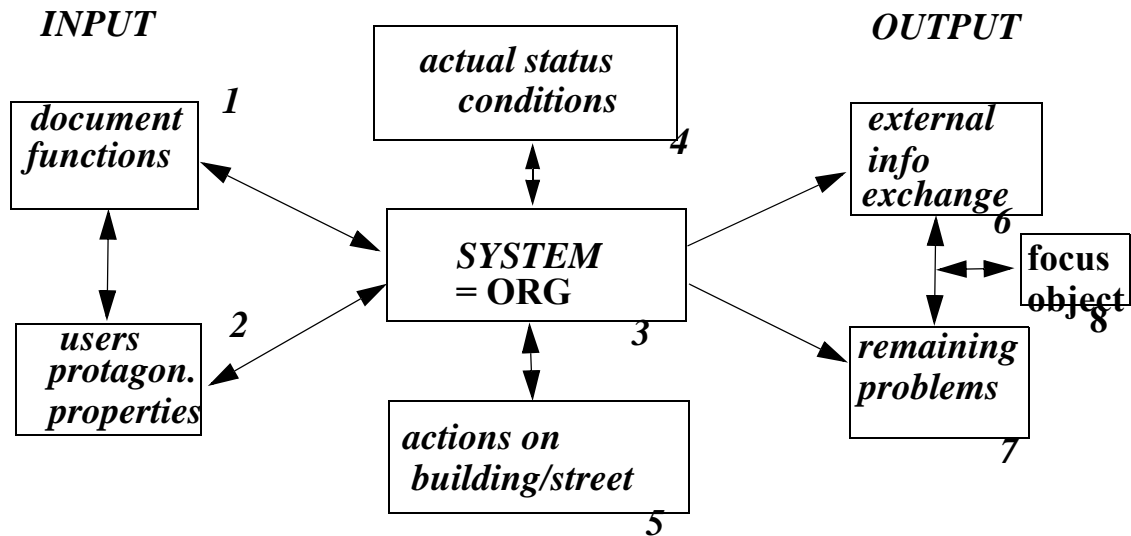 INPUT
OUTPUT
document
functions
1
users
protagon.
properties
2
actual status
conditions
4
SYSTEM
= ORG
3
actions on
building/street
5
external
info
exchange
6
focus
object
8
remaining
problems
7